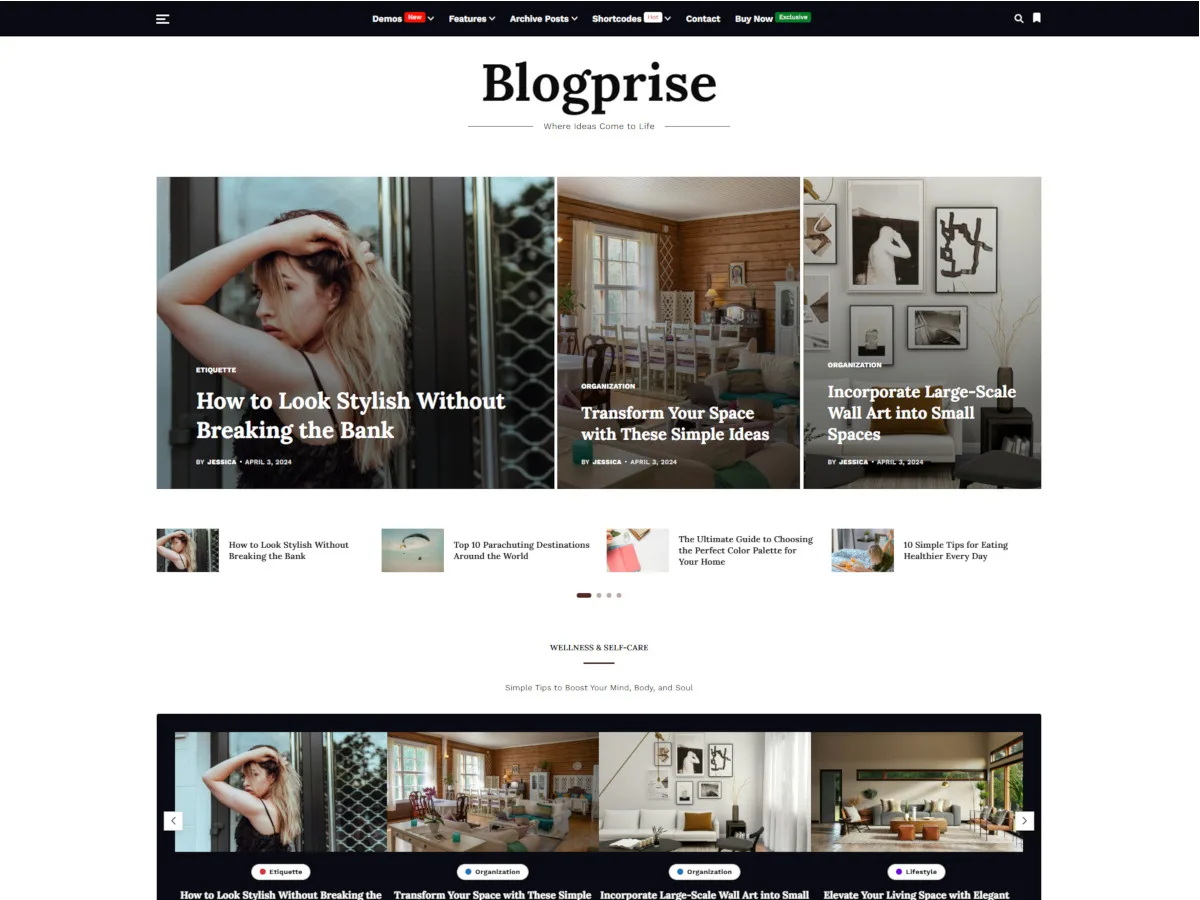 Demos New Features Archive Posts Shortcodes Hot Contact Buy Now Exclusive
Blogprise
Where Ideas Come to Life
ETIQUETTE
How to Look Stylish Without
Breaking the Bank
BY JESSICA • APRIL 3, 2024
ORGANIZATION
Transform Your Space
with These Simple Ideas
BY JESSICA • APRIL 3, 2024
ORGANIZATION
Incorporate Large-Scale
Wall Art into Small
Spaces
BY JESSICA • APRIL 3, 2024
How to Look Stylish Without
Breaking the Bank
Top 10 Parachuting Destinations
Around the World
The Ultimate Guide to Choosing
the Perfect Color Palette for
Your Home
10 Simple Tips for Eating
Healthier Every Day
WELLNESS & SELF-CARE
Simple Tips to Boost Your Mind, Body, and Soul
Etiquette
How to Look Stylish Without Breaking the
Organization
Transform Your Space with These Simple
Organization
Incorporate Large-Scale Wall Art into Small
Lifestyle
Elevate Your Living Space with Elegant